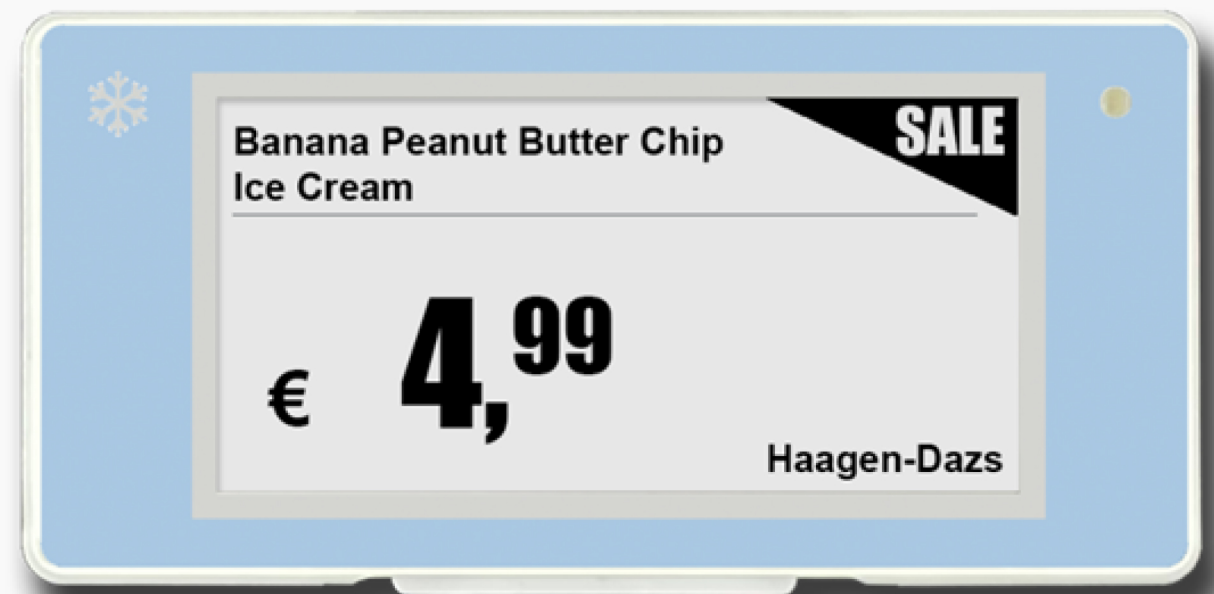 SALE
Banana Peanut Butter Chip
Ice Cream
€ 4,99
Haagen-Dazs